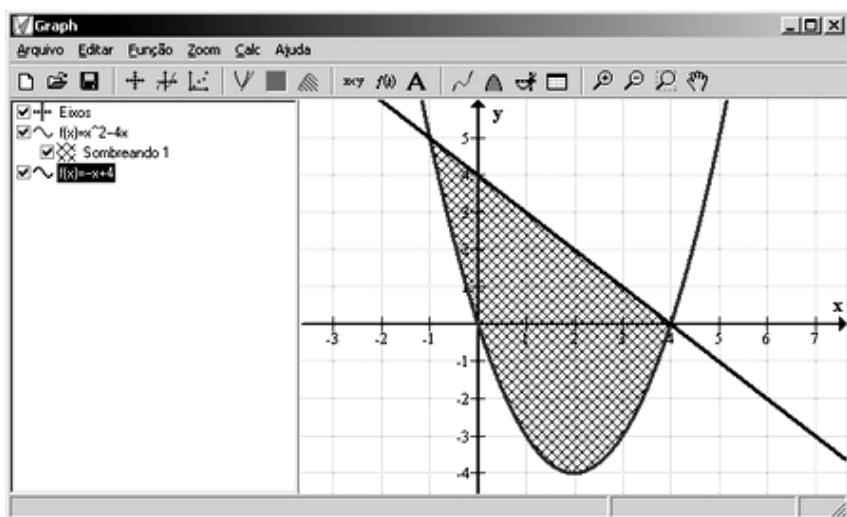 Graph
Arquivo Editar Função Zoom Calc Ajuda
x=y f(x) A
Eixos
f(x)=x^2-4x
Sombreando 1
f(x)=-x+4
y
5
4
3
2
1
x
-3 -2 -1 1 2 3 4 5 6 7
-1
-2
-3
-4